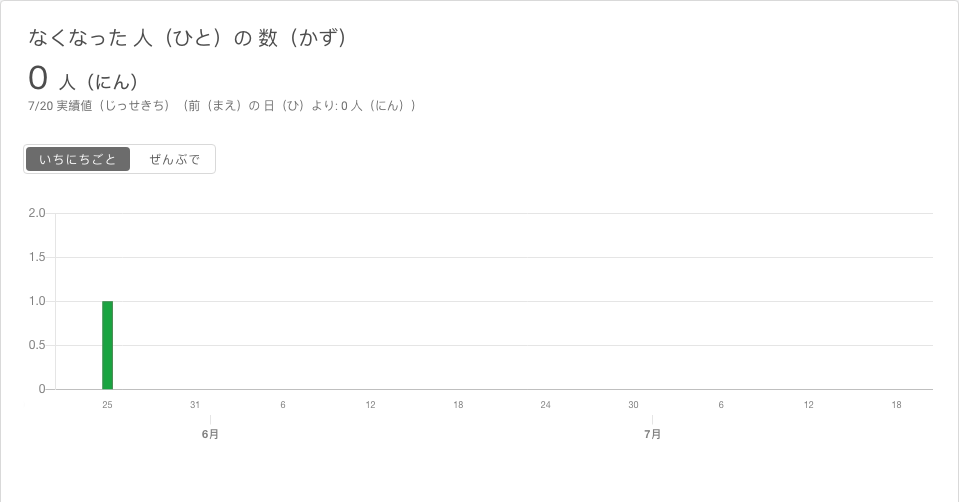 なくなった 人（ひと）の 数（かず）
0 人（にん）
7/20 実績値（じっせきち）（前（まえ）の 日（ひ）より: 0 人（にん））
いちにちごと ぜんぶで
2.0
1.5
1.0
0.5
0
25 31 6 12 18 24 30 6 12 18
6月 7月